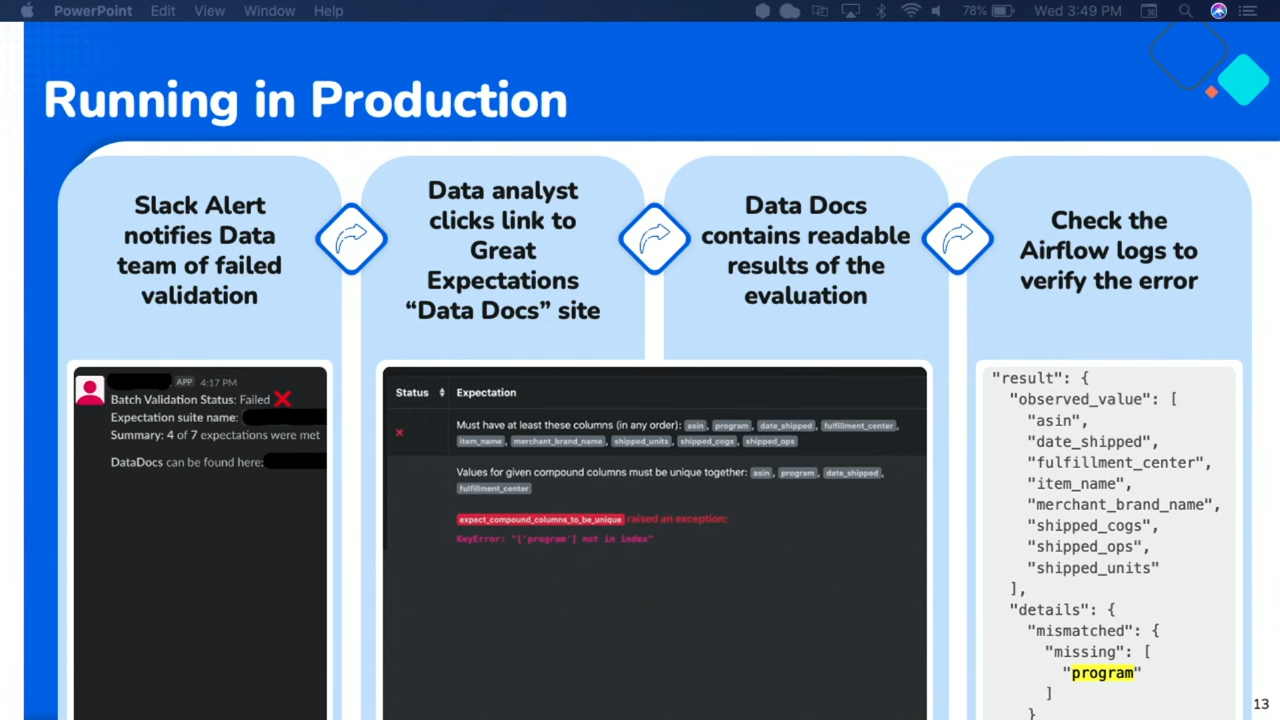 PowerPoint Edit View Window Help
78% Wed 3:49 PM
Running in Production
Slack Alert
notifies Data
team of failed
validation
Data analyst
clicks link to
Great
Expectations
“Data Docs” site
Data Docs
contains readable
results of the
evaluation
Check the
Airflow logs to
verify the error
APP 4:17 PM
Batch Validation Status: Failed
Expectation suite name:
Summary: 4 of 7 expectations were met
DataDocs can be found here:
Status Expectation
Must have at least these columns (in any order): asin , program , date_shipped , fulfillment_center ,
item_name , merchant_brand_name , shipped_units , shipped_cogs , shipped_ops
Values for given compound columns must be unique together: asin , program , date_shipped ,
fulfillment_center
expect_compound_columns_to_be_unique raised an exception:
KeyError: "['program'] not in index"
"result": {
"observed_value": [
"asin",
"date_shipped",
"fulfillment_center",
"item_name",
"merchant_brand_name",
"shipped_cogs",
"shipped_ops",
"shipped_units"
],
"details": {
"mismatched": {
"missing": [
"program"
]
}
13